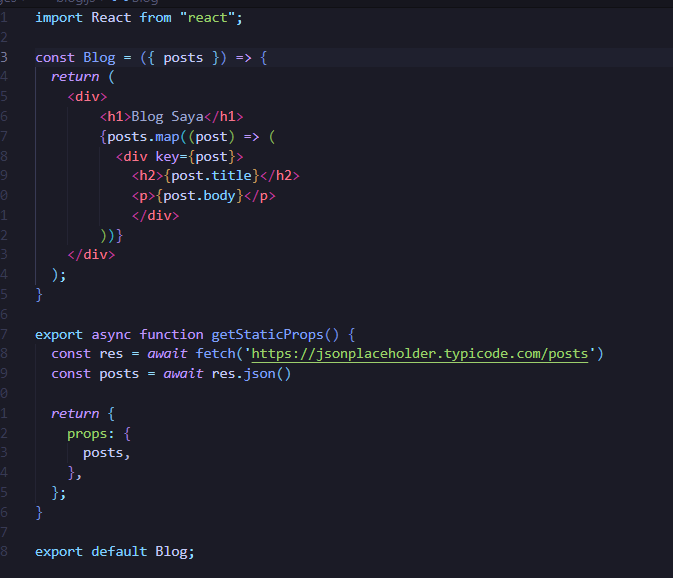 1 import React from "react";
2
3 const Blog = ({ posts }) => {
4   return (
5     <div>
6         <h1>Blog Saya</h1>
7         {posts.map((post) => (
8           <div key={post}>
9             <h2>{post.title}</h2>
0             <p>{post.body}</p>
1             </div>
2         ))}
3     </div>
4   );
5 }
6
7 export async function getStaticProps() {
8   const res = await fetch('https://jsonplaceholder.typicode.com/posts')
9   const posts = await res.json()
0
1   return {
2     props: {
3       posts,
4     },
5   };
6 }
7
8 export default Blog;